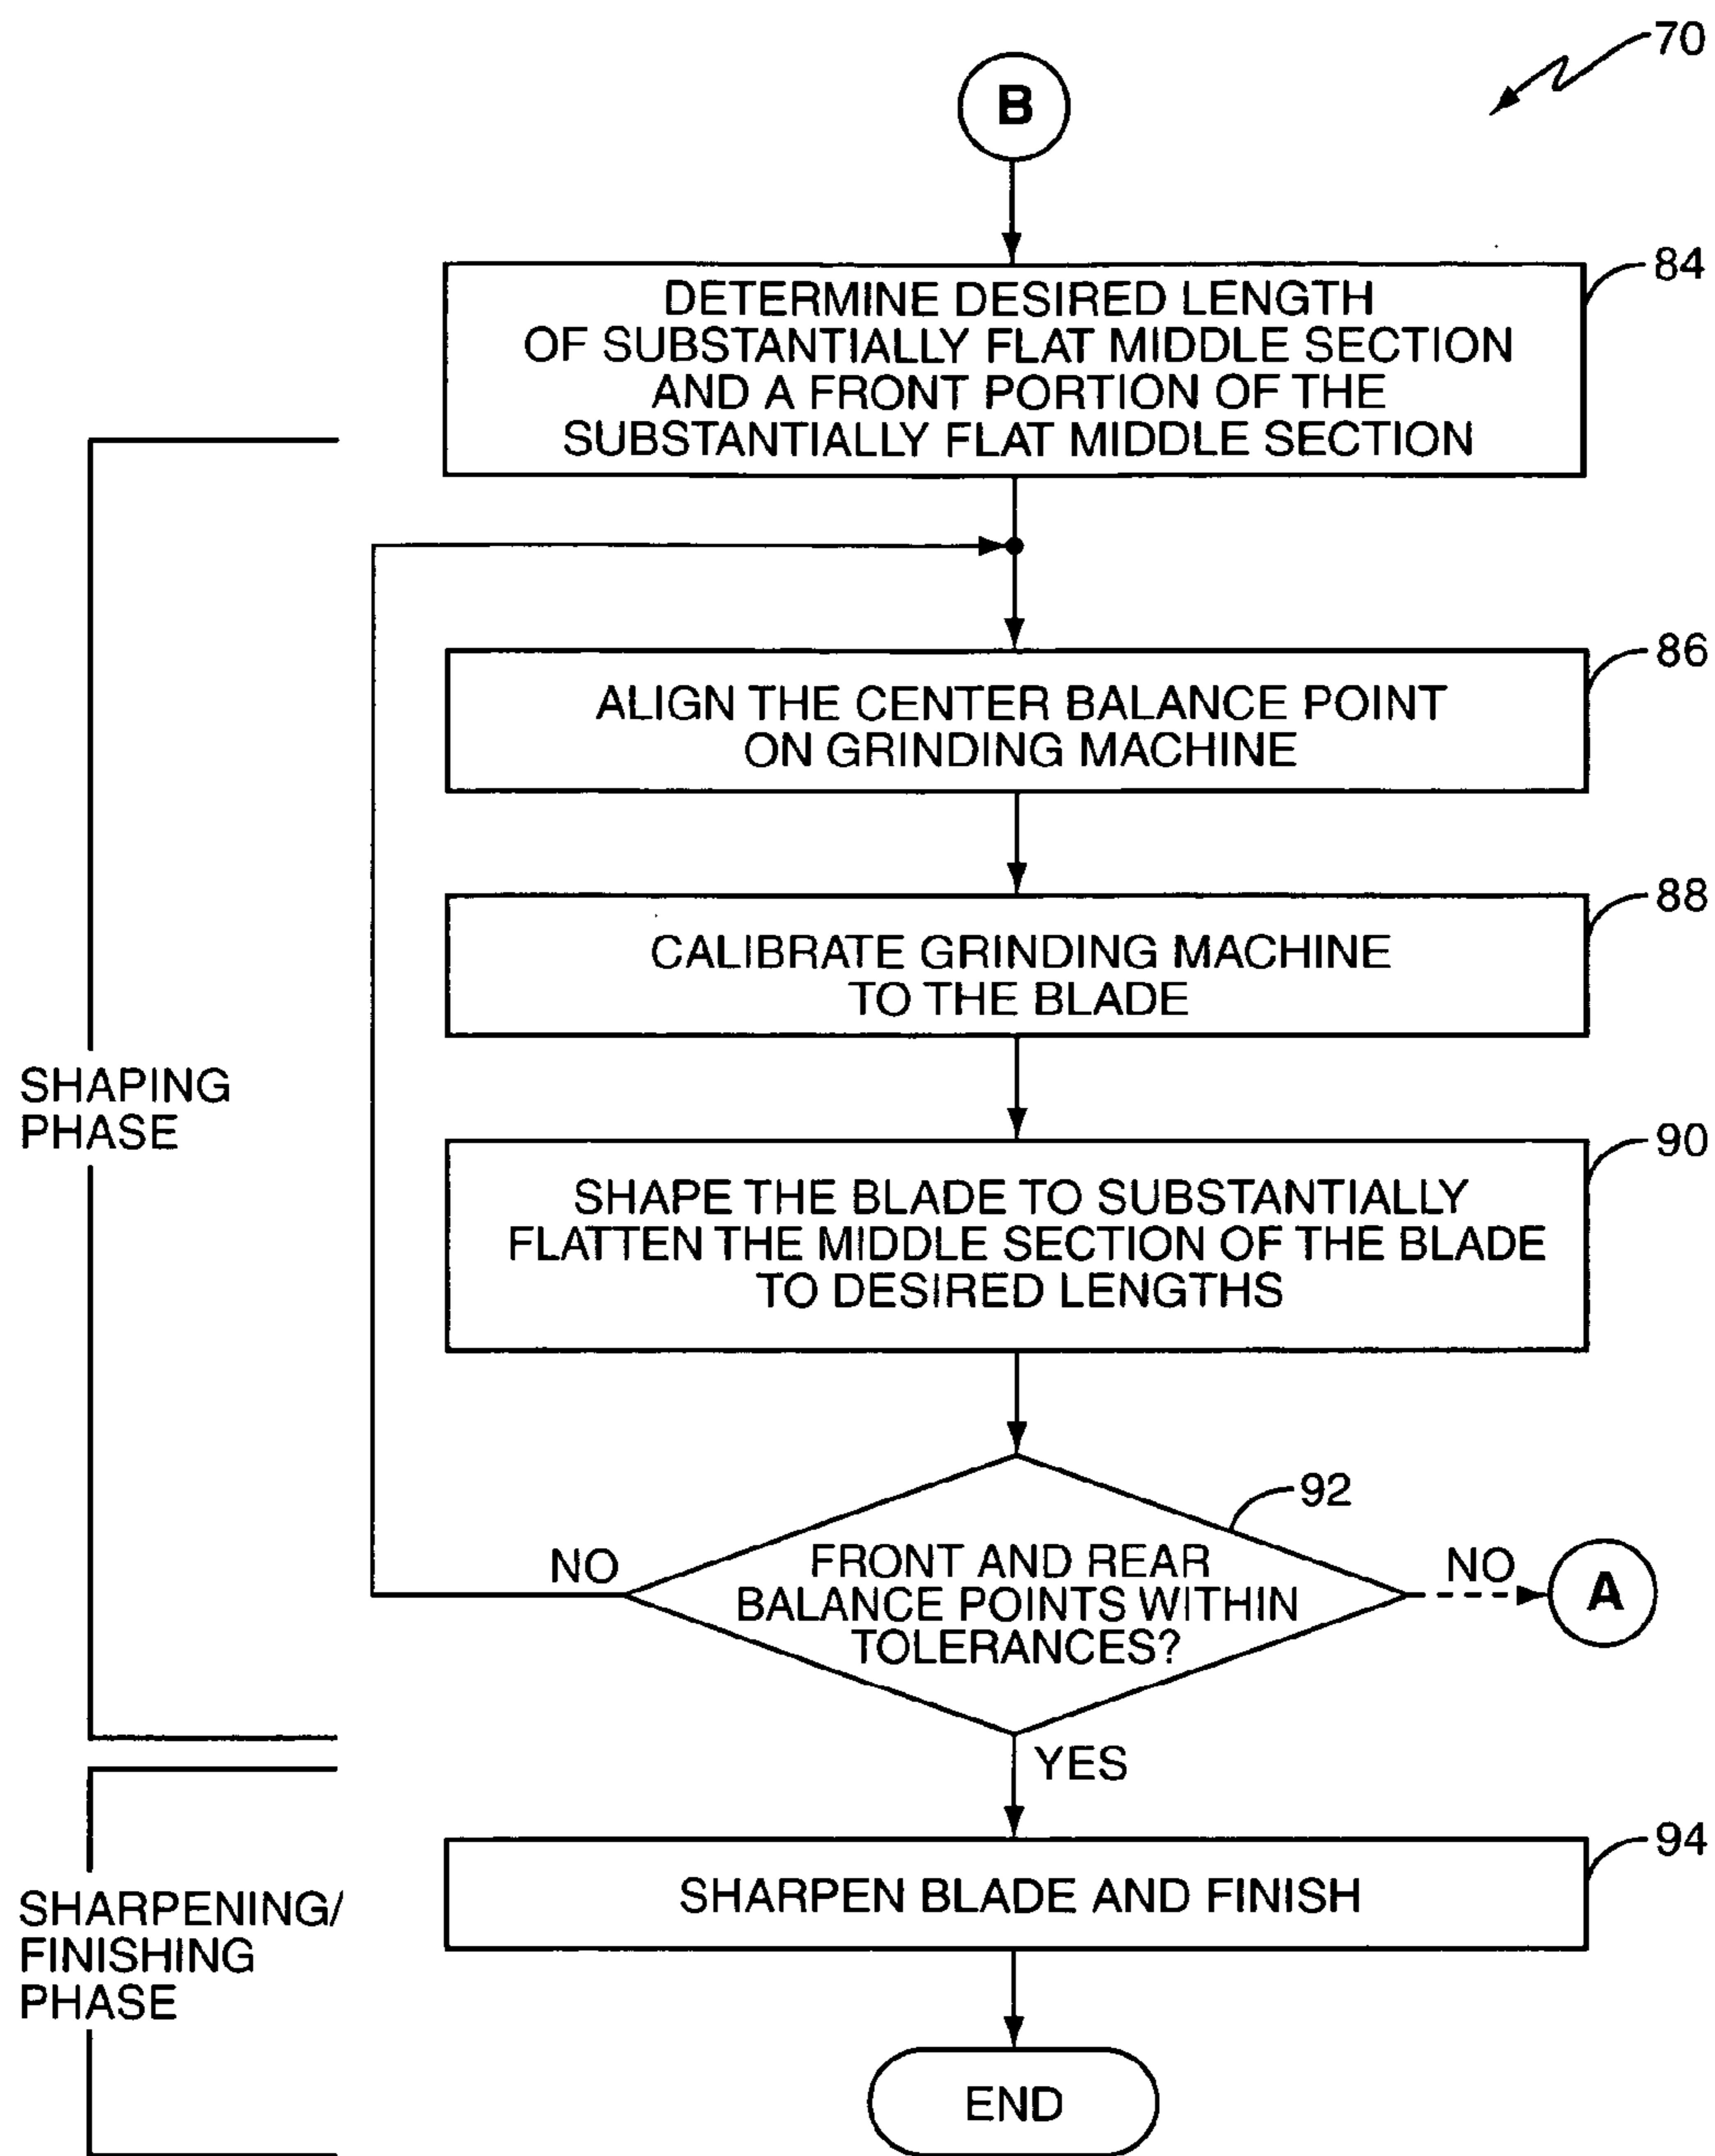 70
B
84
DETERMINE DESIRED LENGTH
OF SUBSTANTIALLY FLAT MIDDLE SECTION
AND A FRONT PORTION OF THE
SUBSTANTIALLY FLAT MIDDLE SECTION
86
ALIGN THE CENTER BALANCE POINT
ON GRINDING MACHINE
88
CALIBRATE GRINDING MACHINE
TO THE BLADE
SHAPING
PHASE
90
SHAPE THE BLADE TO SUBSTANTIALLY
FLATTEN THE MIDDLE SECTION OF THE BLADE
TO DESIRED LENGTHS
92
NO
FRONT AND REAR
BALANCE POINTS WITHIN
TOLERANCES?
NO
A
YES
94
SHARPEN BLADE AND FINISH
SHARPENING/
FINISHING
PHASE
END